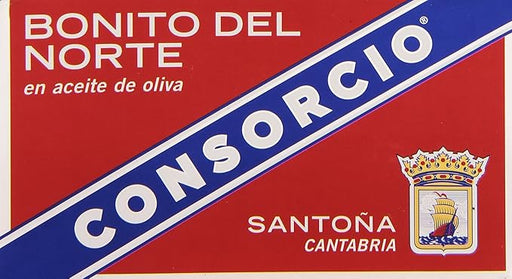 BONITO DEL
NORTE
en aceite de oliva
CONSORCIO®
SANTOÑA
CANTABRIA